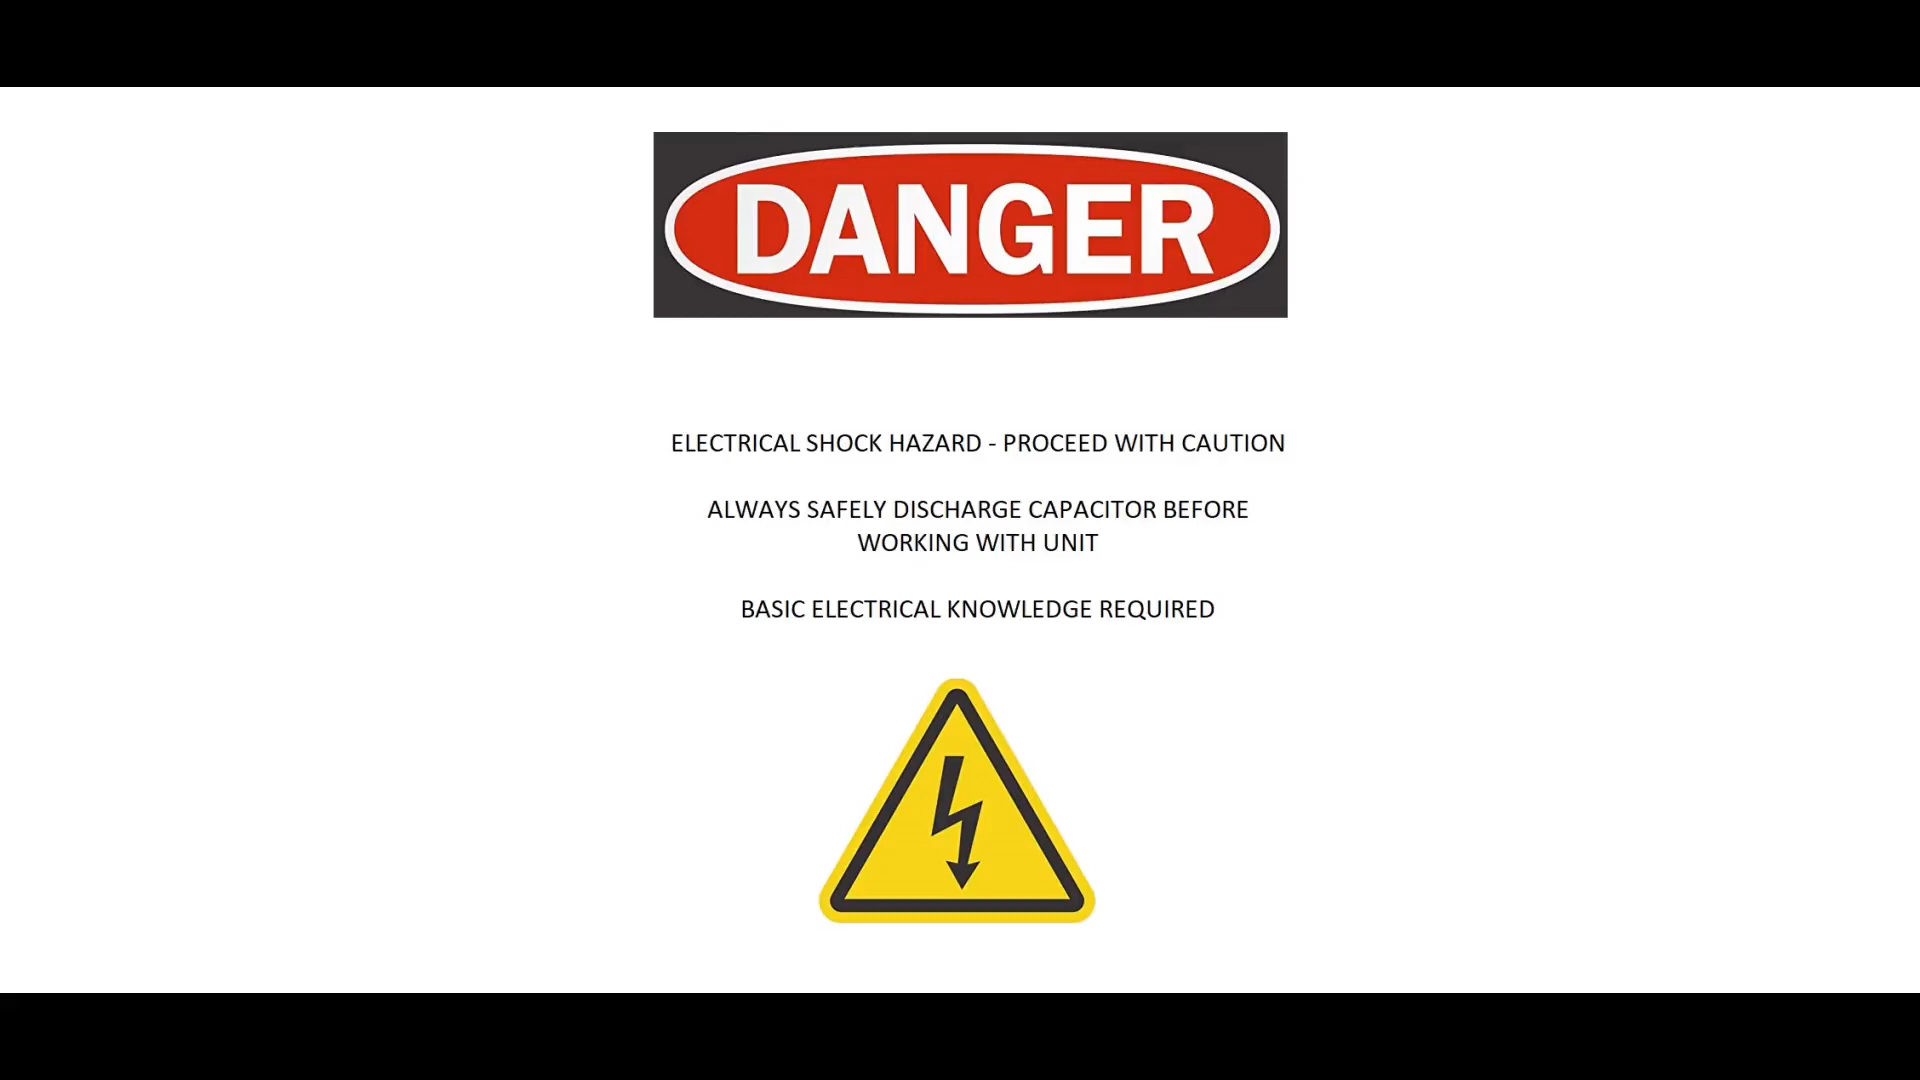 DANGER
ELECTRICAL SHOCK HAZARD - PROCEED WITH CAUTION
ALWAYS SAFELY DISCHARGE CAPACITOR BEFORE
WORKING WITH UNIT
BASIC ELECTRICAL KNOWLEDGE REQUIRED